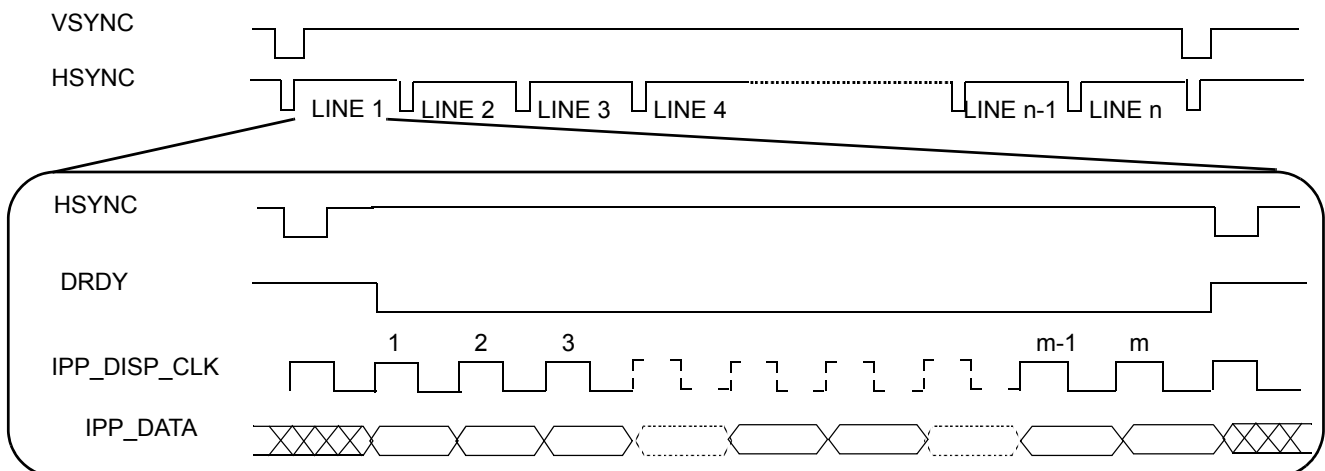 VSYNC
HSYNC
LINE 1 LINE 2 LINE 3 LINE 4 LINE n-1 LINE n
HSYNC
DRDY
1 2 3 m-1 m
IPP_DISP_CLK
IPP_DATA